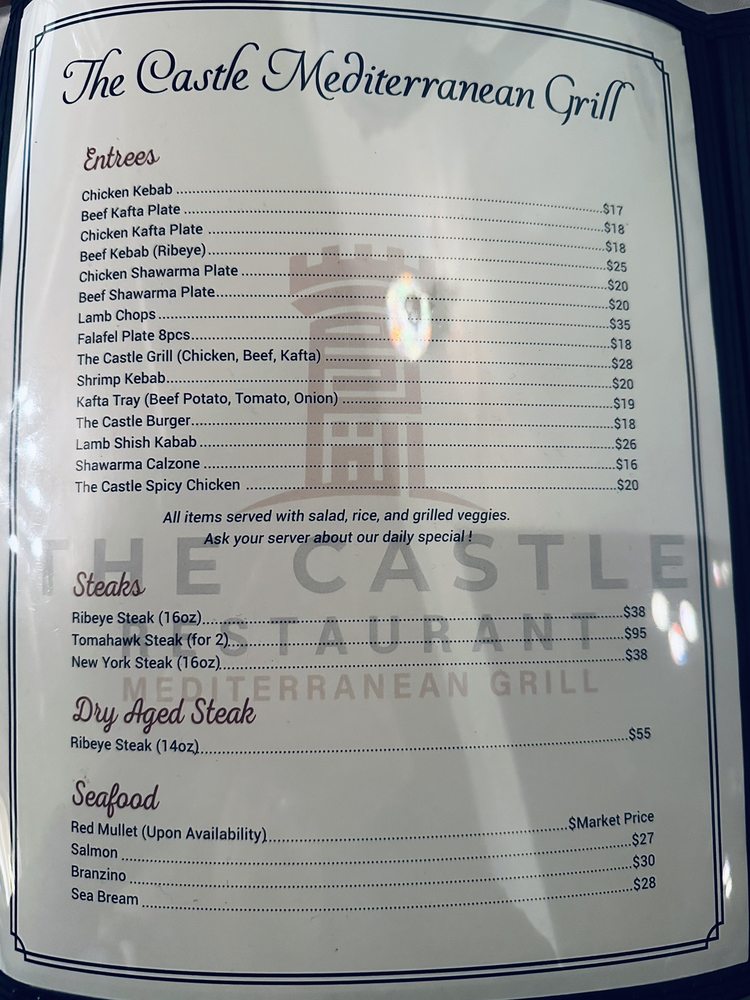 The Castle Mediterranean Grill
Entrees
Chicken Kebab $17
Beef Kafta Plate $18
Chicken Kafta Plate $18
Beef Kebab (Ribeye) $25
Chicken Shawarma Plate $20
Beef Shawarma Plate $20
Lamb Chops $35
Falafel Plate 8pcs $18
The Castle Grill (Chicken, Beef, Kafta) $28
Shrimp Kebab $20
Kafta Tray (Beef Potato, Tomato, Onion) $19
The Castle Burger $18
Lamb Shish Kabab $26
Shawarma Calzone $16
The Castle Spicy Chicken $20
All items served with salad, rice, and grilled veggies.
Ask your server about our daily special !
THE CASTLE
RESTAURANT
MEDITERRANEAN GRILL
Steaks
Ribeye Steak (16oz) $38
Tomahawk Steak (for 2) $95
New York Steak (16oz) $38
Dry Aged Steak
Ribeye Steak (14oz) $55
Seafood
Red Mullet (Upon Availability) $Market Price
Salmon $27
Branzino $30
Sea Bream $28